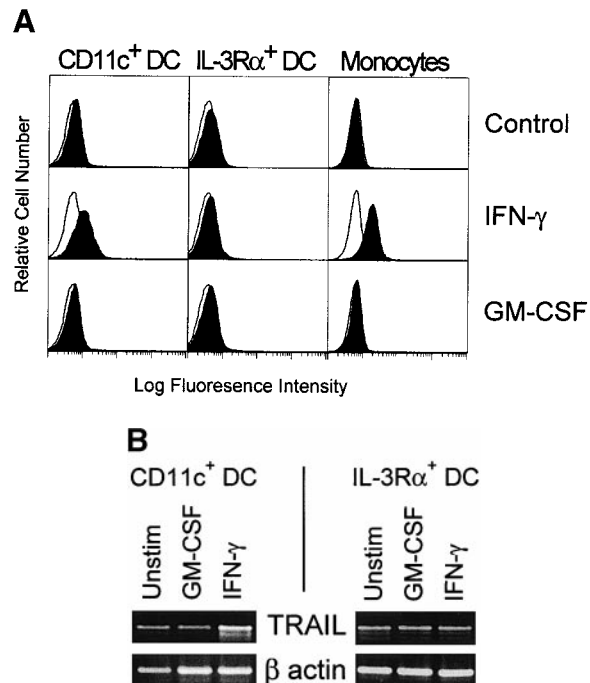 A
CD11c+ DC IL-3Rα+ DC Monocytes
Relative Cell Number
Control
IFN-γ
GM-CSF
Log Fluoresence Intensity
B
CD11c+ DC IL-3Rα+ DC
Unstim GM-CSF IFN-γ Unstim GM-CSF IFN-γ
TRAIL
β actin